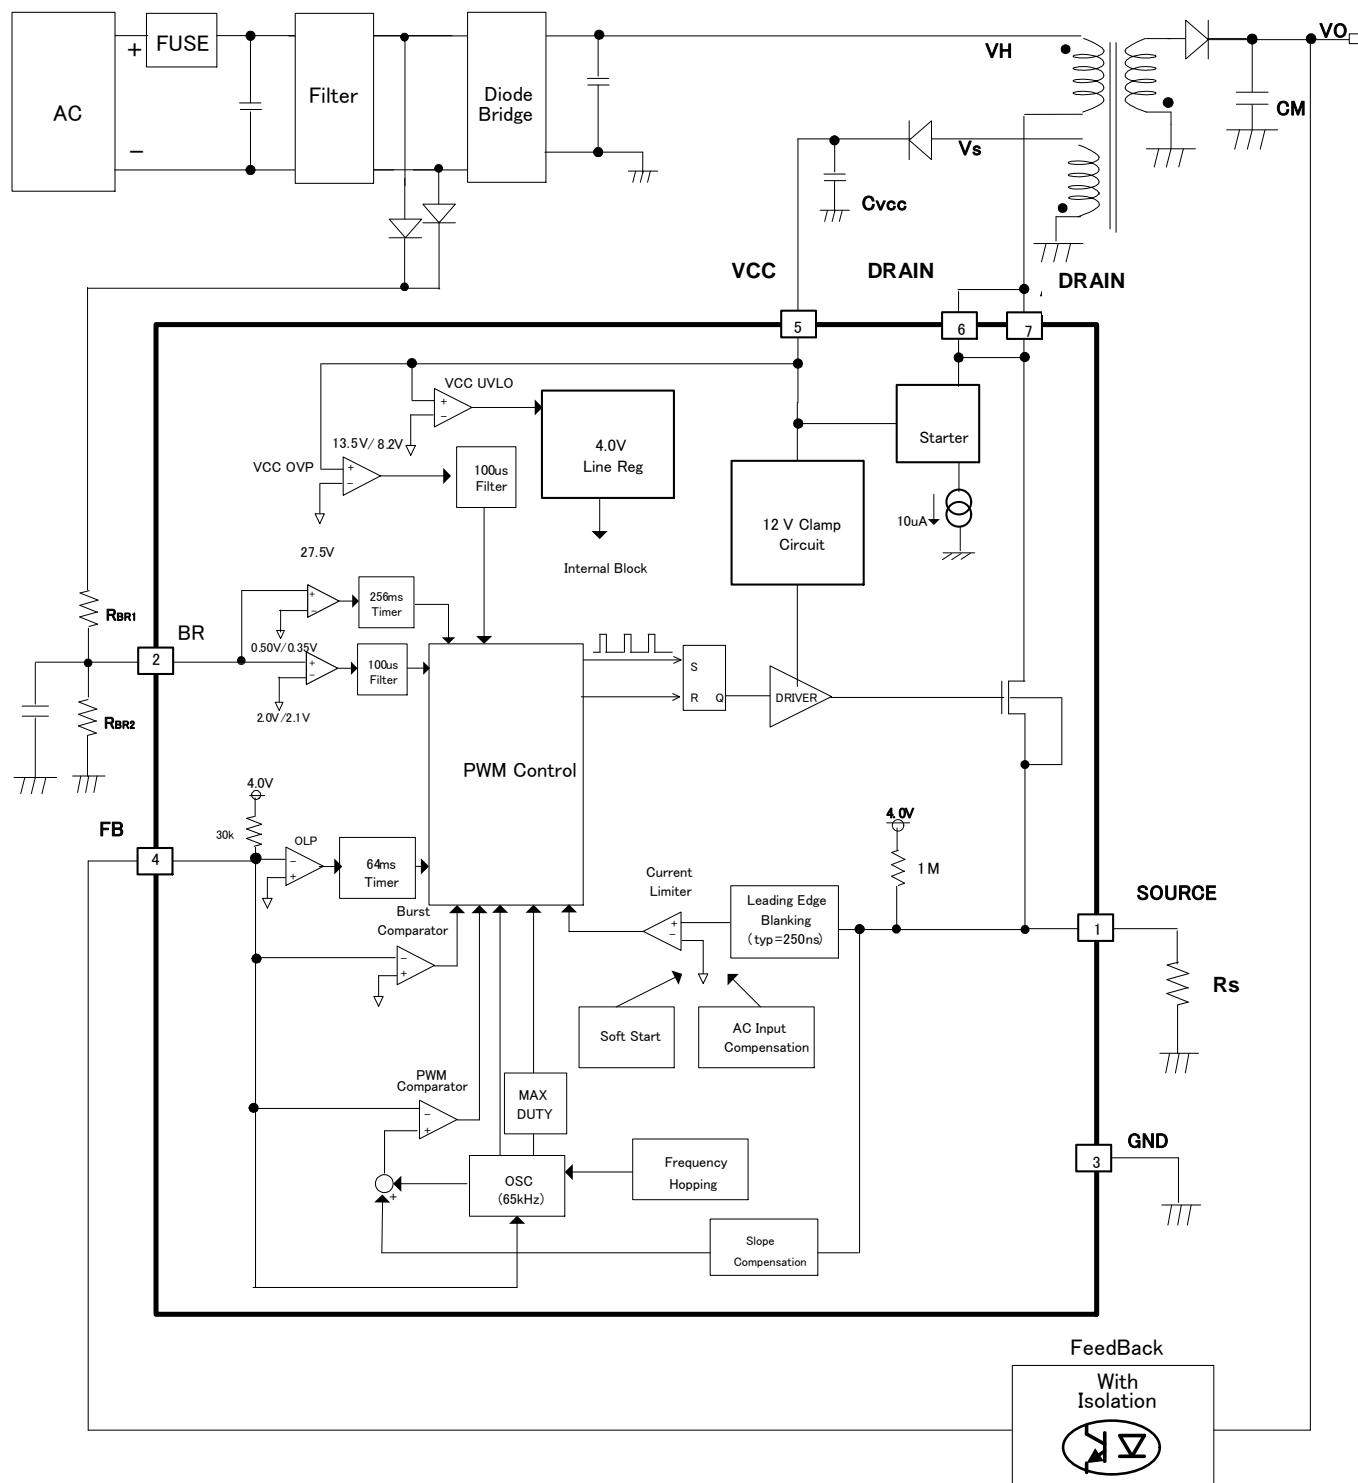 FUSE
+
AC
−
Filter
Diode
Bridge
VH
VO
CM
Vs
Cvcc
VCC
DRAIN
DRAIN
5
6
7
VCC UVLO
+
−
13.5V/ 8.2V
4.0V
Line Reg
Starter
VCC OVP
+
−
100us
Filter
27.5V
Internal Block
12 V Clamp
Circuit
10uA
256ms
Timer
+
−
RBR1
BR
2
0.50V/0.35V
+
−
100us
Filter
2.0V/2.1V
RBR2
S
R
Q
DRIVER
PWM Control
4.0V
30k
FB
4
OLP
−
+
64ms
Timer
4.0V
1M
Current
Limiter
+
−
Leading Edge
Blanking
(typ=250ns)
SOURCE
1
Rs
Burst
Comparator
−
+
Soft Start
AC Input
Compensation
PWM
Comparator
−
+
MAX
DUTY
GND
3
Frequency
Hopping
OSC
(65kHz)
+
Slope
Compensation
FeedBack
With
Isolation